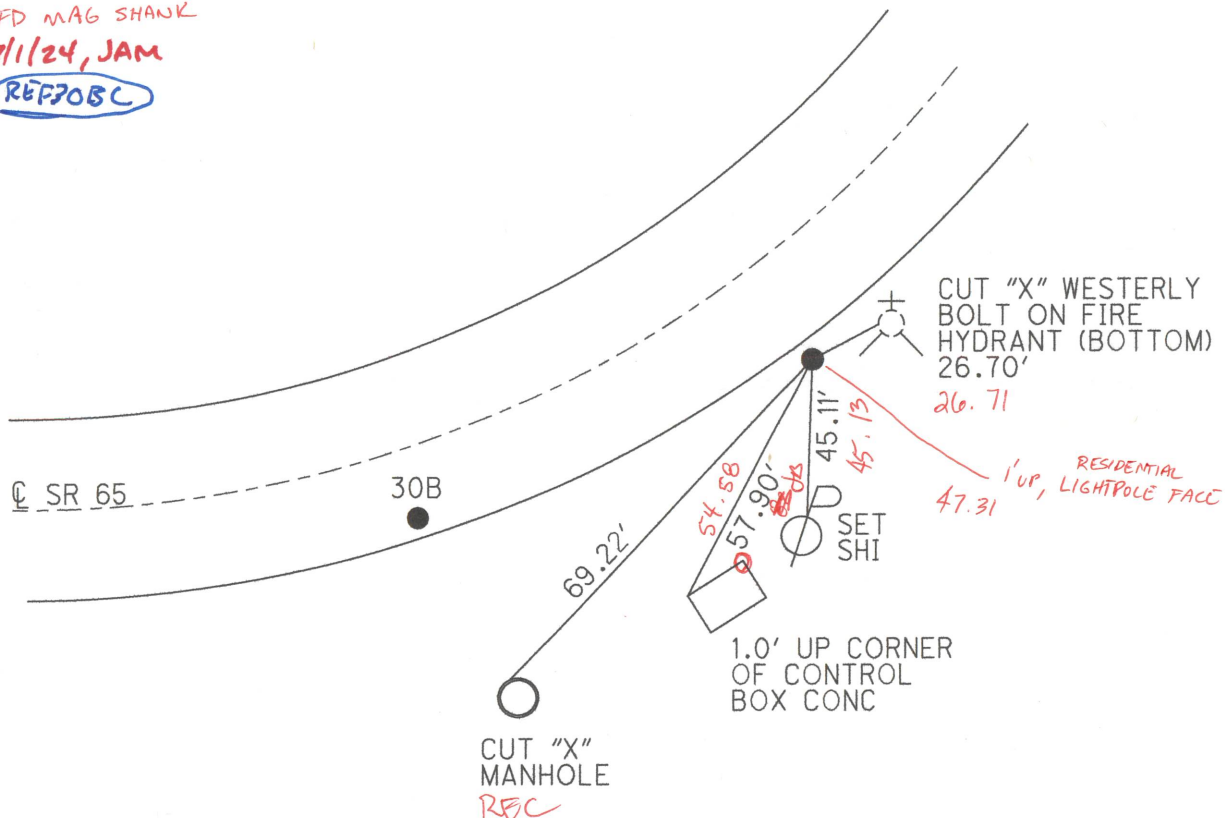 FD MAG SHANK
/1/24, JAM
REF30BC
CUT "X" WESTERLY
BOLT ON FIRE
HYDRANT (BOTTOM)
26.70'
26.71
1' UP, RESIDENTIAL
LIGHTPOLE FACE
47.31
45.11'
45.13
54.58
57.90'
69.22'
℄ SR 65
30B
SET
SHI
1.0' UP CORNER
OF CONTROL
BOX CONC
CUT "X"
MANHOLE
REC